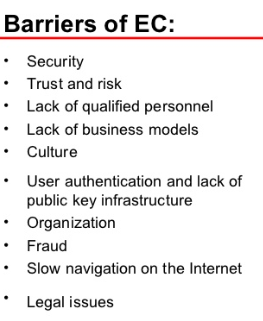 Barriers of EC:
• Security
• Trust and risk
• Lack of qualified personnel
• Lack of business models
• Culture
• User authentication and lack of
public key infrastructure
• Organization
• Fraud
• Slow navigation on the Internet
• Legal issues